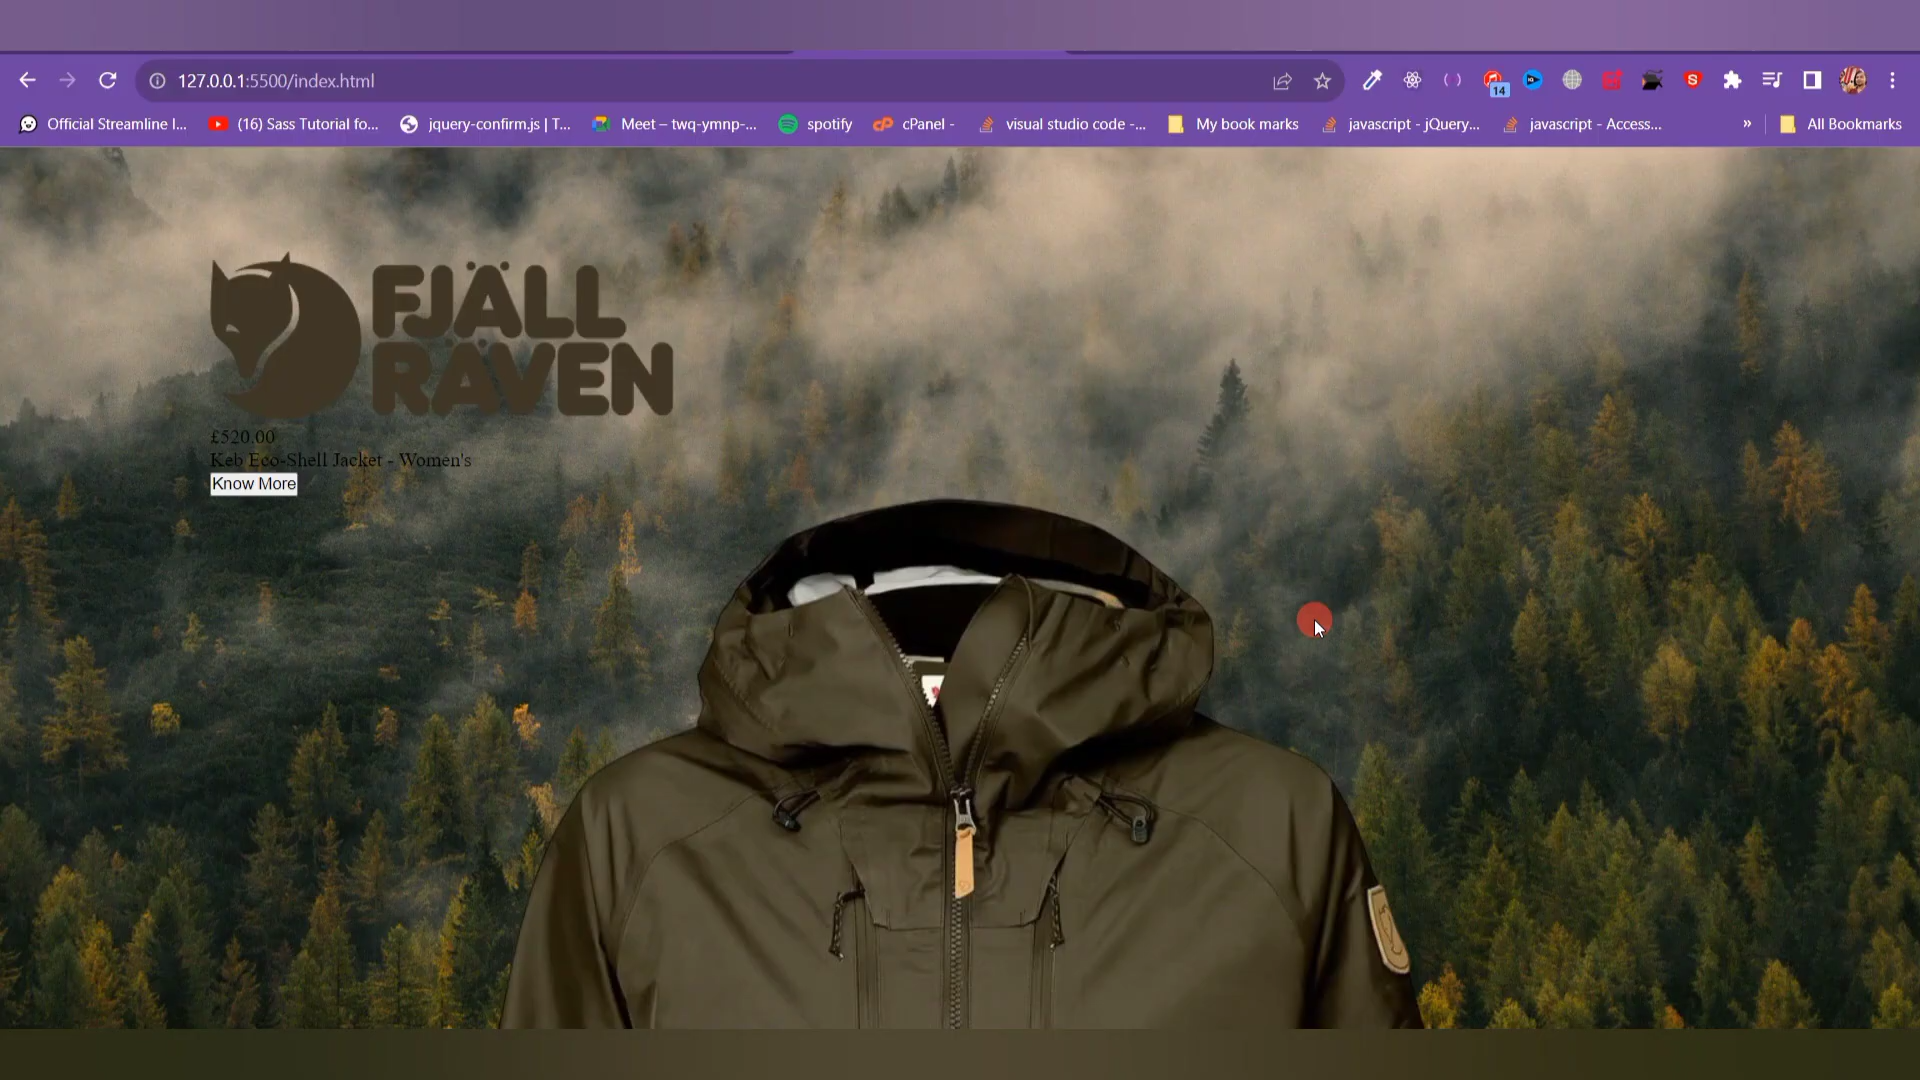 127.0.0.1:5500/index.html
14
S
Official Streamline I...
(16) Sass Tutorial fo...
jquery-confirm.js | T...
Meet – twq-ymnp-...
spotify
cPanel -
visual studio code -...
My book marks
javascript - jQuery...
javascript - Access...
»
All Bookmarks
FJÄLL
RÄVEN
£520.00
Keb Eco-Shell Jacket - Women's
Know More